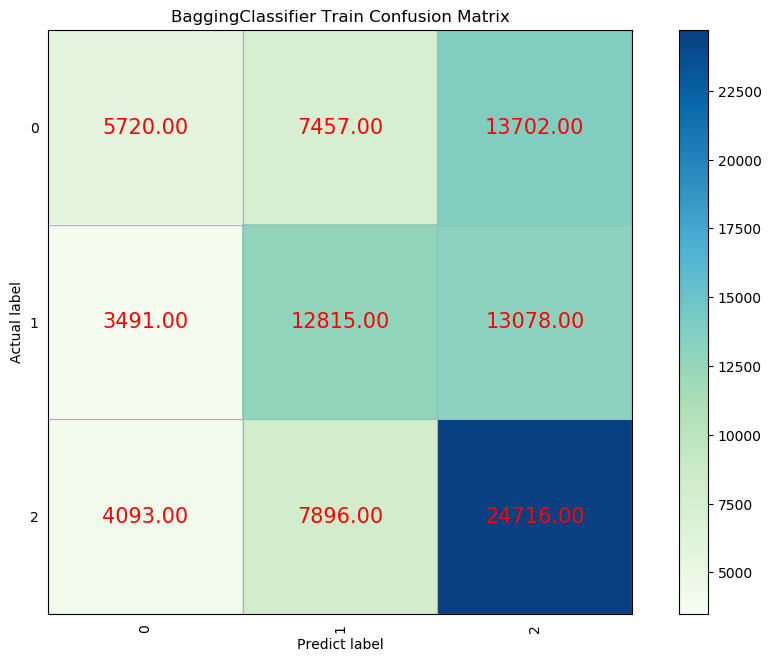 BaggingClassifier Train Confusion Matrix
0 5720.00 7457.00 13702.00
1 3491.00 12815.00 13078.00
2 4093.00 7896.00 24716.00
Actual label
0 1 2
Predict label
22500
20000
17500
15000
12500
10000
7500
5000